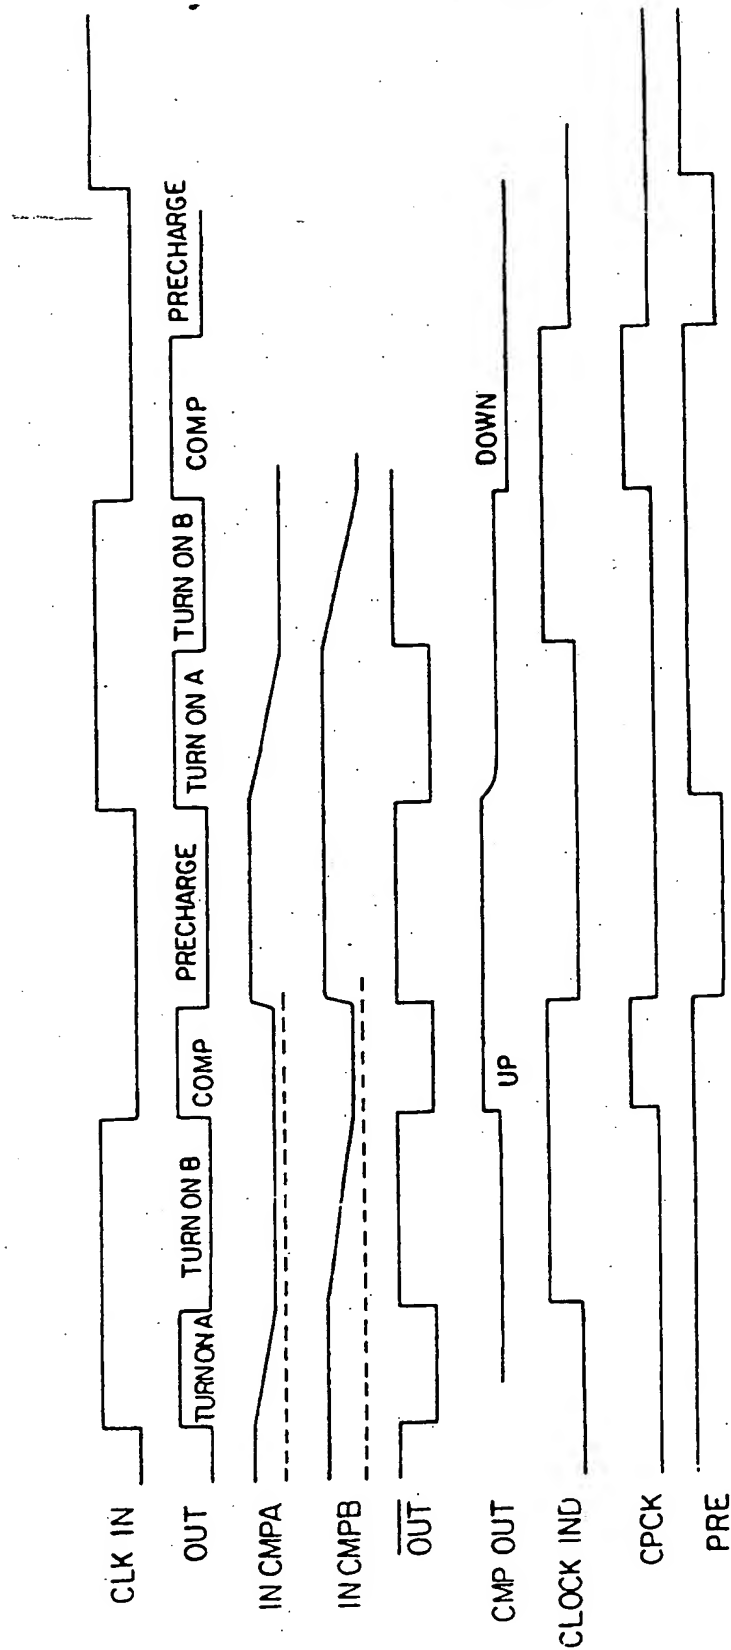 CLK IN
OUT
TURN ON A
TURN ON B
COMP
PRECHARGE
TURN ON A
TURN ON B
COMP
PRECHARGE
IN CMPA
IN CMPB
OUT
CMP OUT
UP
DOWN
CLOCK IND
CPCK
PRE